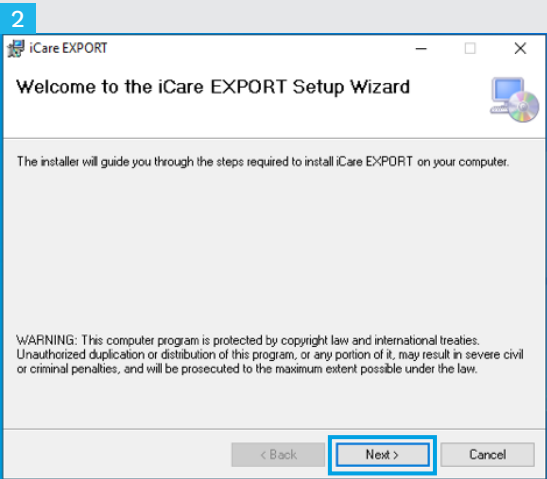 2
iCare EXPORT
Welcome to the iCare EXPORT Setup Wizard
The installer will guide you through the steps required to install iCare EXPORT on your computer.
WARNING: This computer program is protected by copyright law and international treaties.
Unauthorized duplication or distribution of this program, or any portion of it, may result in severe civil
or criminal penalties, and will be prosecuted to the maximum extent possible under the law.
< Back
Next >
Cancel